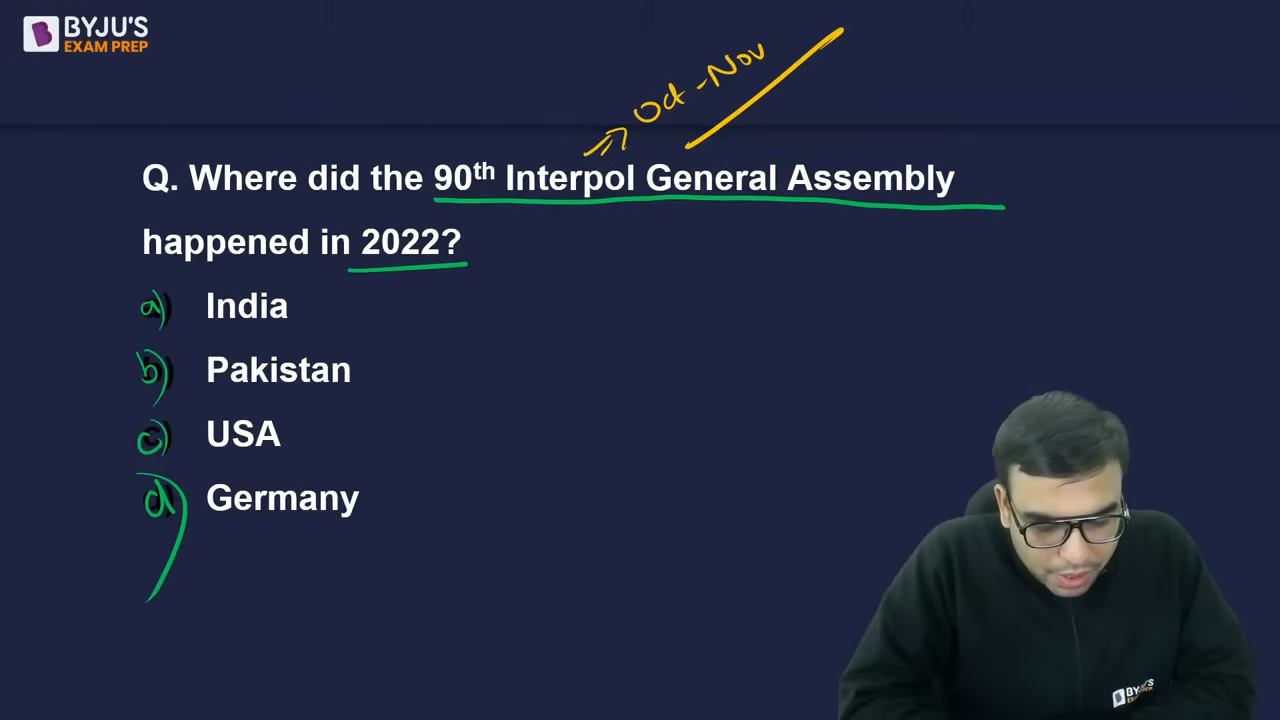 BYJU'S
EXAM PREP
Oct - Nov
Q. Where did the 90th Interpol General Assembly
happened in 2022?
a) India
b) Pakistan
c) USA
d) Germany
BYJU'S